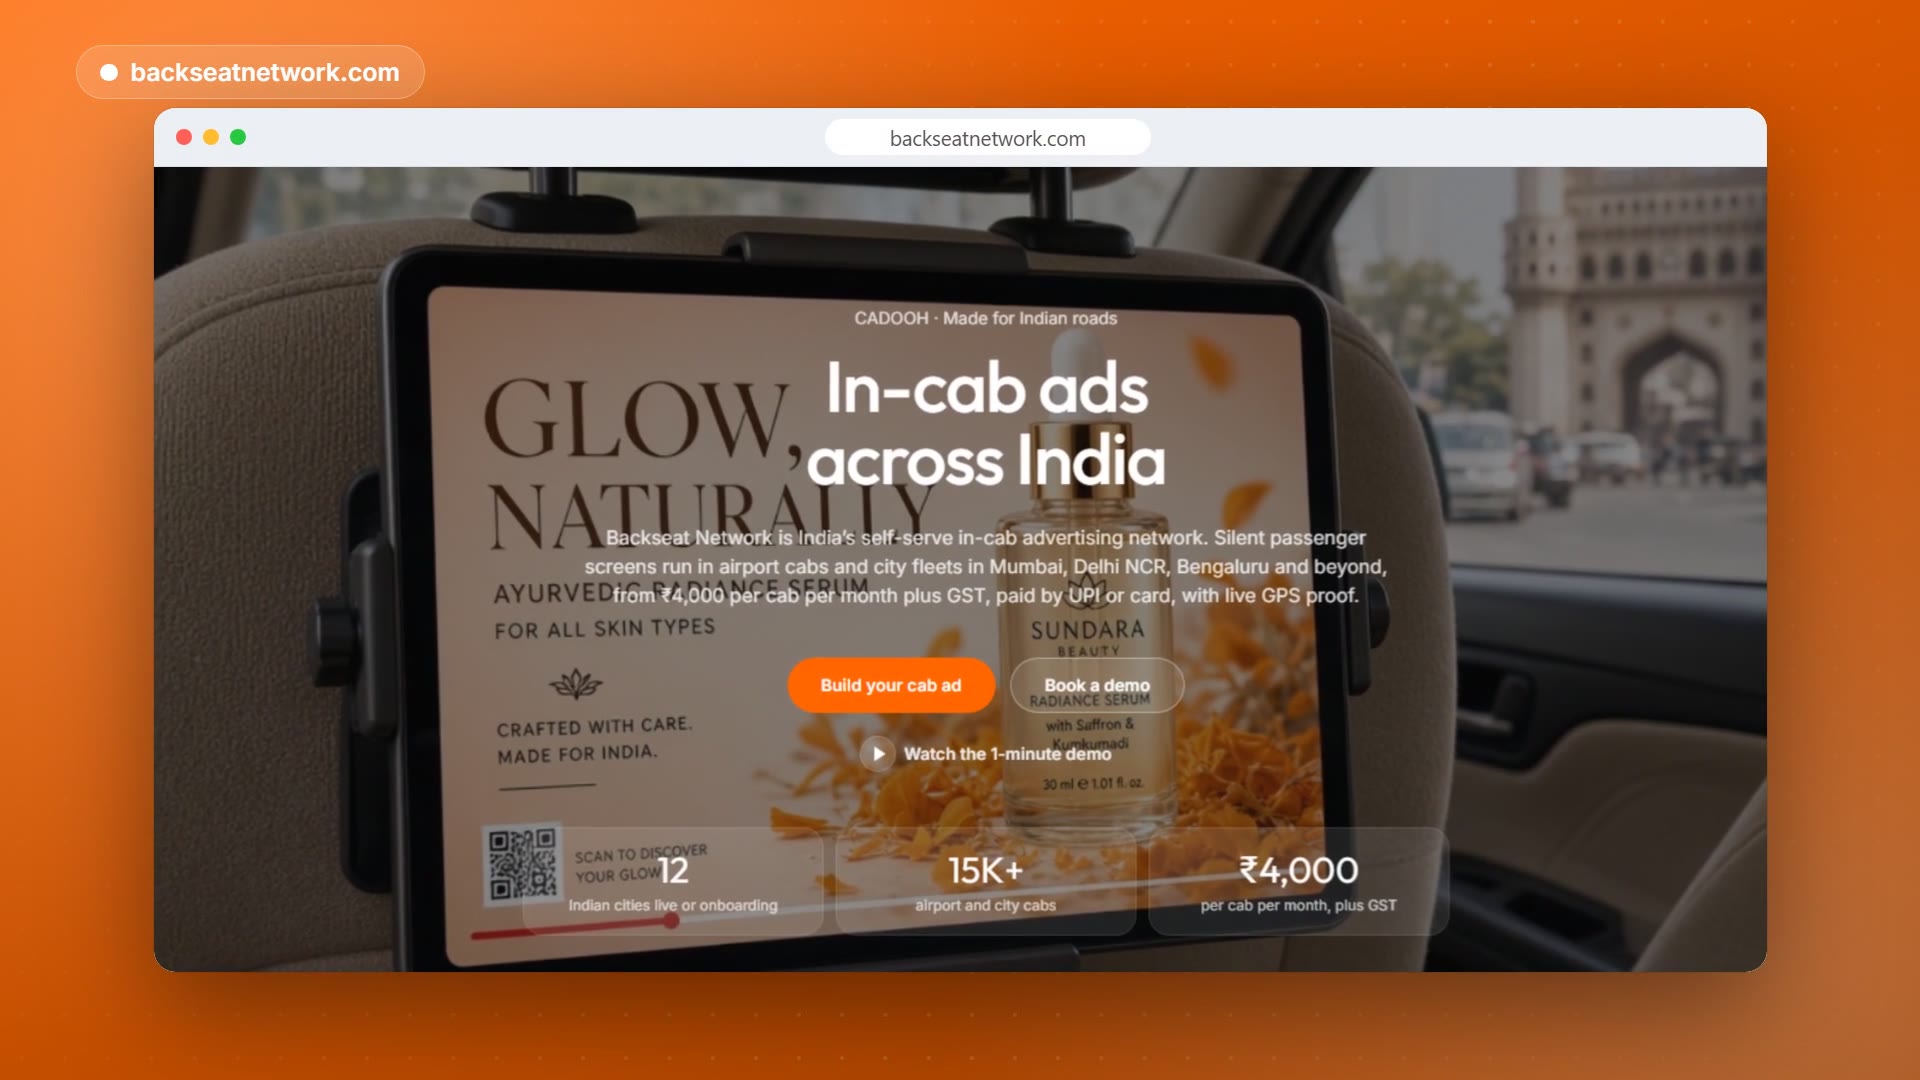 backseatnetwork.com
backseatnetwork.com
CADOOH · Made for Indian roads
In-cab ads
across India
Backseat Network is India's self-serve in-cab advertising network. Silent passenger
screens run in airport cabs and city fleets in Mumbai, Delhi NCR, Bengaluru and beyond,
from ₹4,000 per cab per month plus GST, paid by UPI or card, with live GPS proof.
Build your cab ad
Book a demo
Watch the 1-minute demo
12
Indian cities live or onboarding
15K+
airport and city cabs
₹4,000
per cab per month, plus GST
GLOW,
NATURALLY
AYURVEDIC RADIANCE SERUM
FOR ALL SKIN TYPES
CRAFTED WITH CARE.
MADE FOR INDIA.
SCAN TO DISCOVER
YOUR GLOW
SUNDARA
BEAUTY
RADIANCE SERUM
with Saffron &
Kumkumadi
30 ml ℮ 1.01 fl. oz.